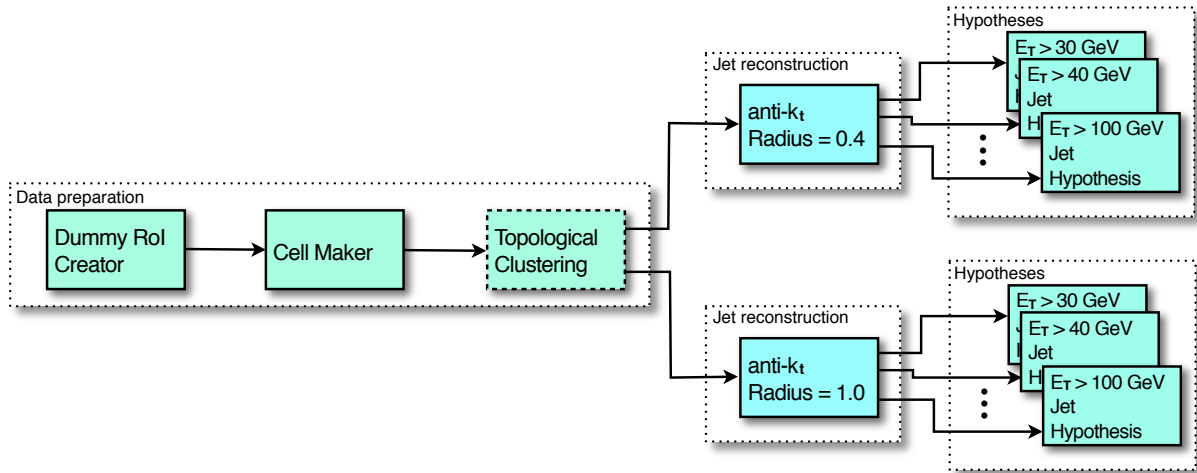 Data preparation
Dummy RoI
Creator
Cell Maker
Topological
Clustering
Jet reconstruction
anti-kt
Radius = 0.4
Hypotheses
ET > 30 GeV
J
H
ET > 40 GeV
Jet
H
ET > 100 GeV
Jet
Hypothesis
Jet reconstruction
anti-kt
Radius = 1.0
Hypotheses
ET > 30 GeV
J
H
ET > 40 GeV
Jet
H
ET > 100 GeV
Jet
Hypothesis